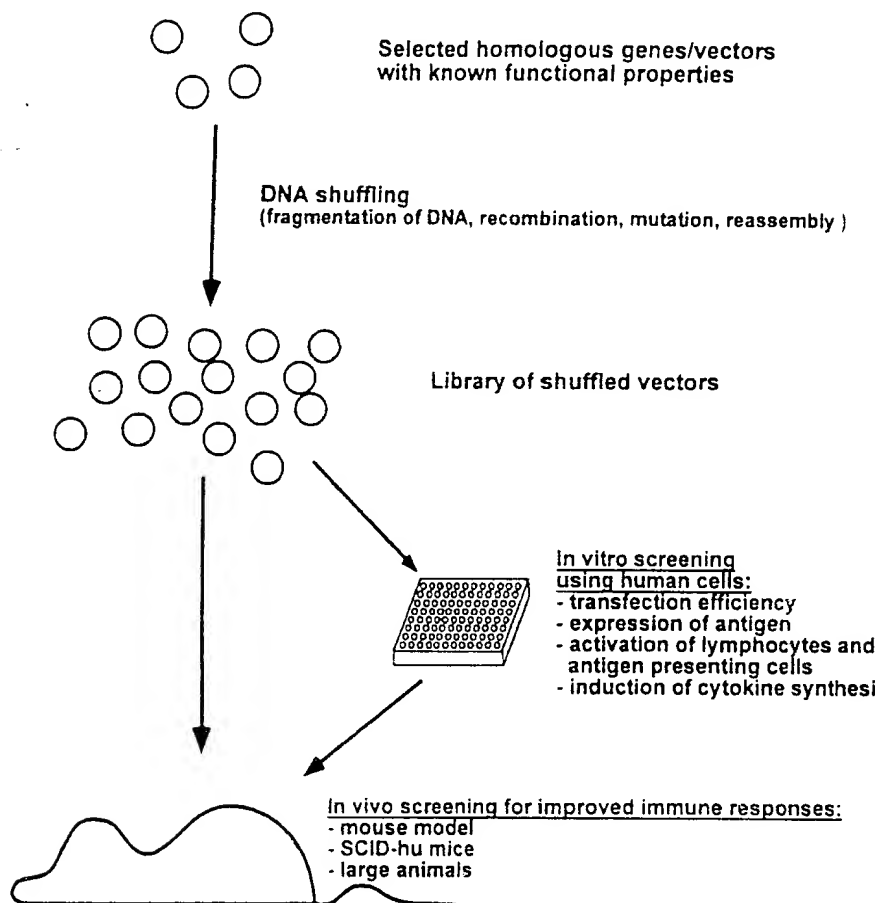 Selected homologous genes/vectors
with known functional properties
DNA shuffling
(fragmentation of DNA, recombination, mutation, reassembly )
Library of shuffled vectors
In vitro screening
using human cells:
- transfection efficiency
- expression of antigen
- activation of lymphocytes and
antigen presenting cells
- induction of cytokine synthesi
In vivo screening for improved immune responses:
- mouse model
- SCID-hu mice
- large animals